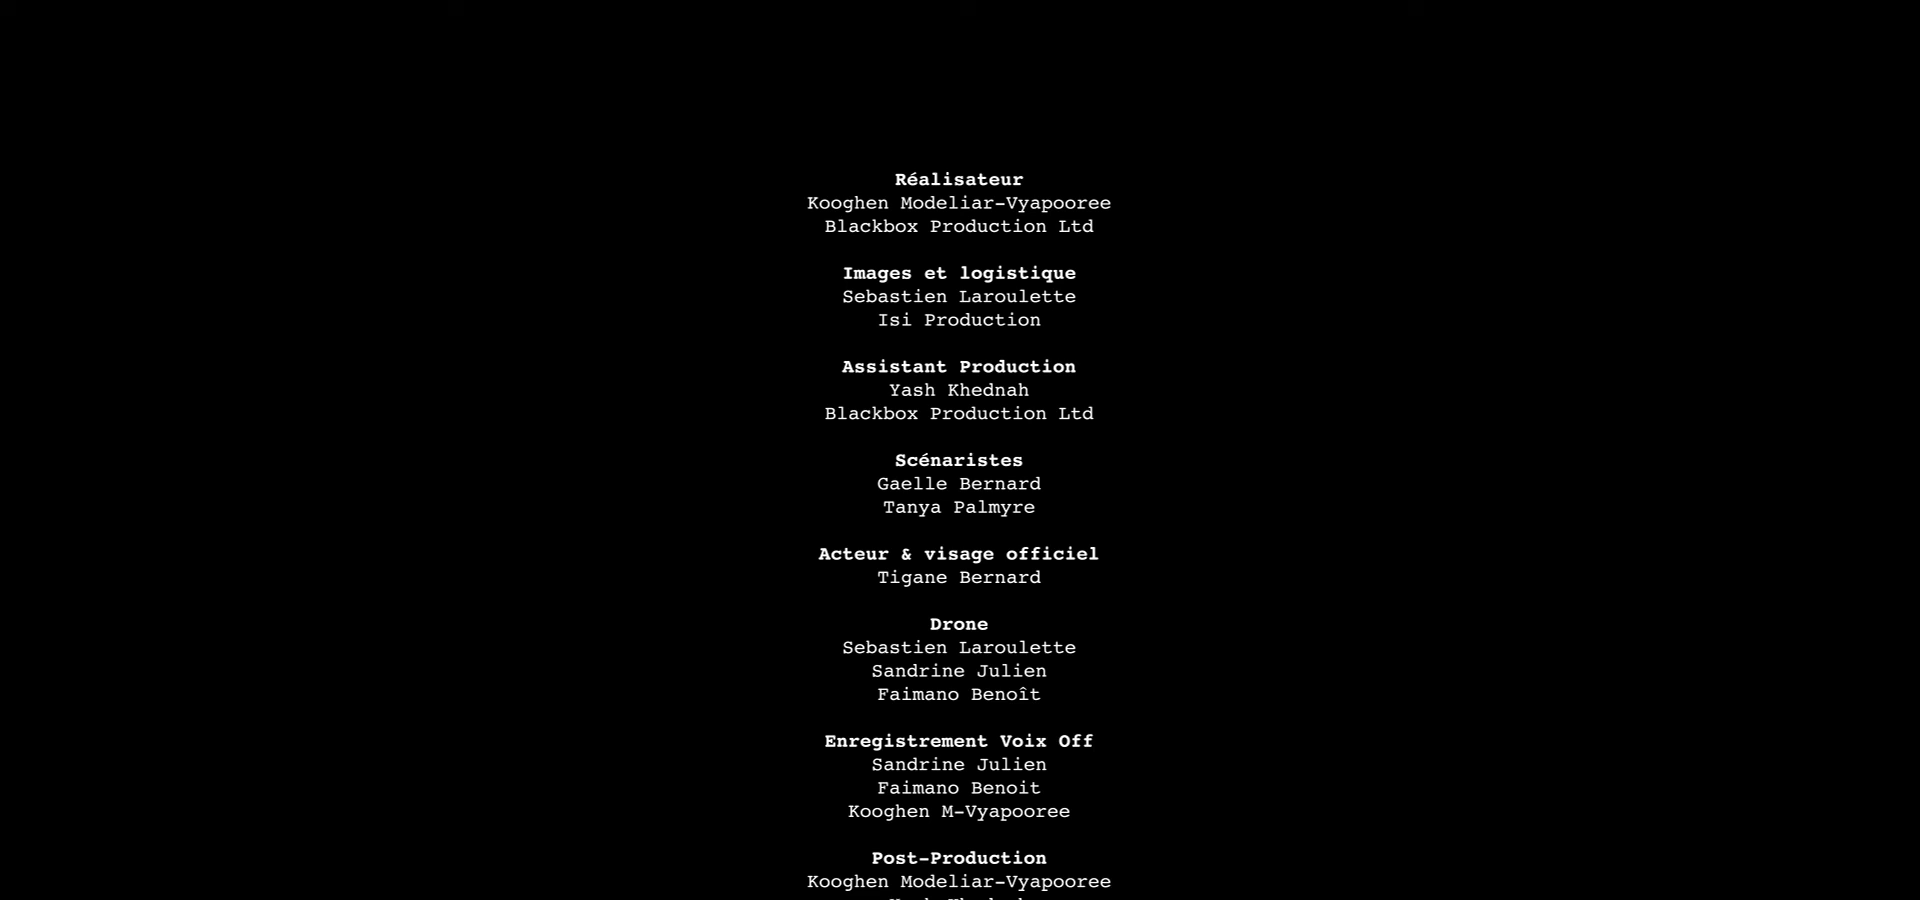 Réalisateur
Kooghen Modeliar-Vyapooree
Blackbox Production Ltd
Images et logistique
Sebastien Laroulette
Isi Production
Assistant Production
Yash Khednah
Blackbox Production Ltd
Scénaristes
Gaelle Bernard
Tanya Palmyre
Acteur & visage officiel
Tigane Bernard
Drone
Sebastien Laroulette
Sandrine Julien
Faimano Benoît
Enregistrement Voix Off
Sandrine Julien
Faimano Benoit
Kooghen M-Vyapooree
Post-Production
Kooghen Modeliar-Vyapooree